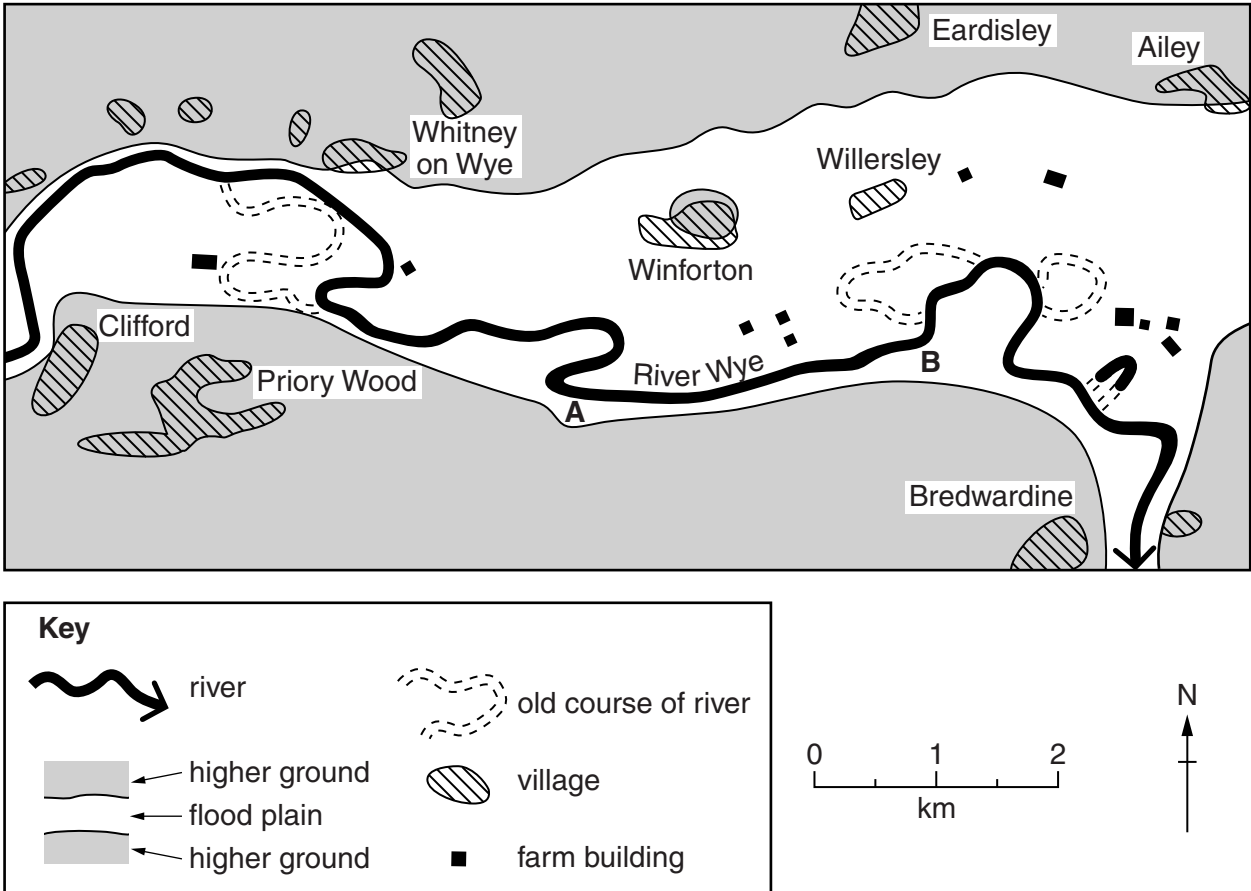 Eardisley
Ailey
Whitney
on Wye
Willersley
Winforton
Clifford
River Wye
B
Priory Wood
A
Bredwardine
Key
river
old course of river
higher ground
village
flood plain
higher ground
farm building
0 1 2
km
N